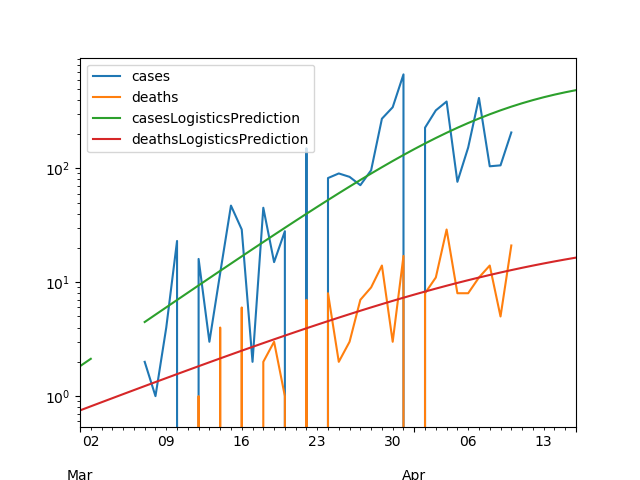 cases
deaths
casesLogisticsPrediction
deathsLogisticsPrediction
10²
10¹
10⁰
02 09 16 23 30 06 13
Mar Apr